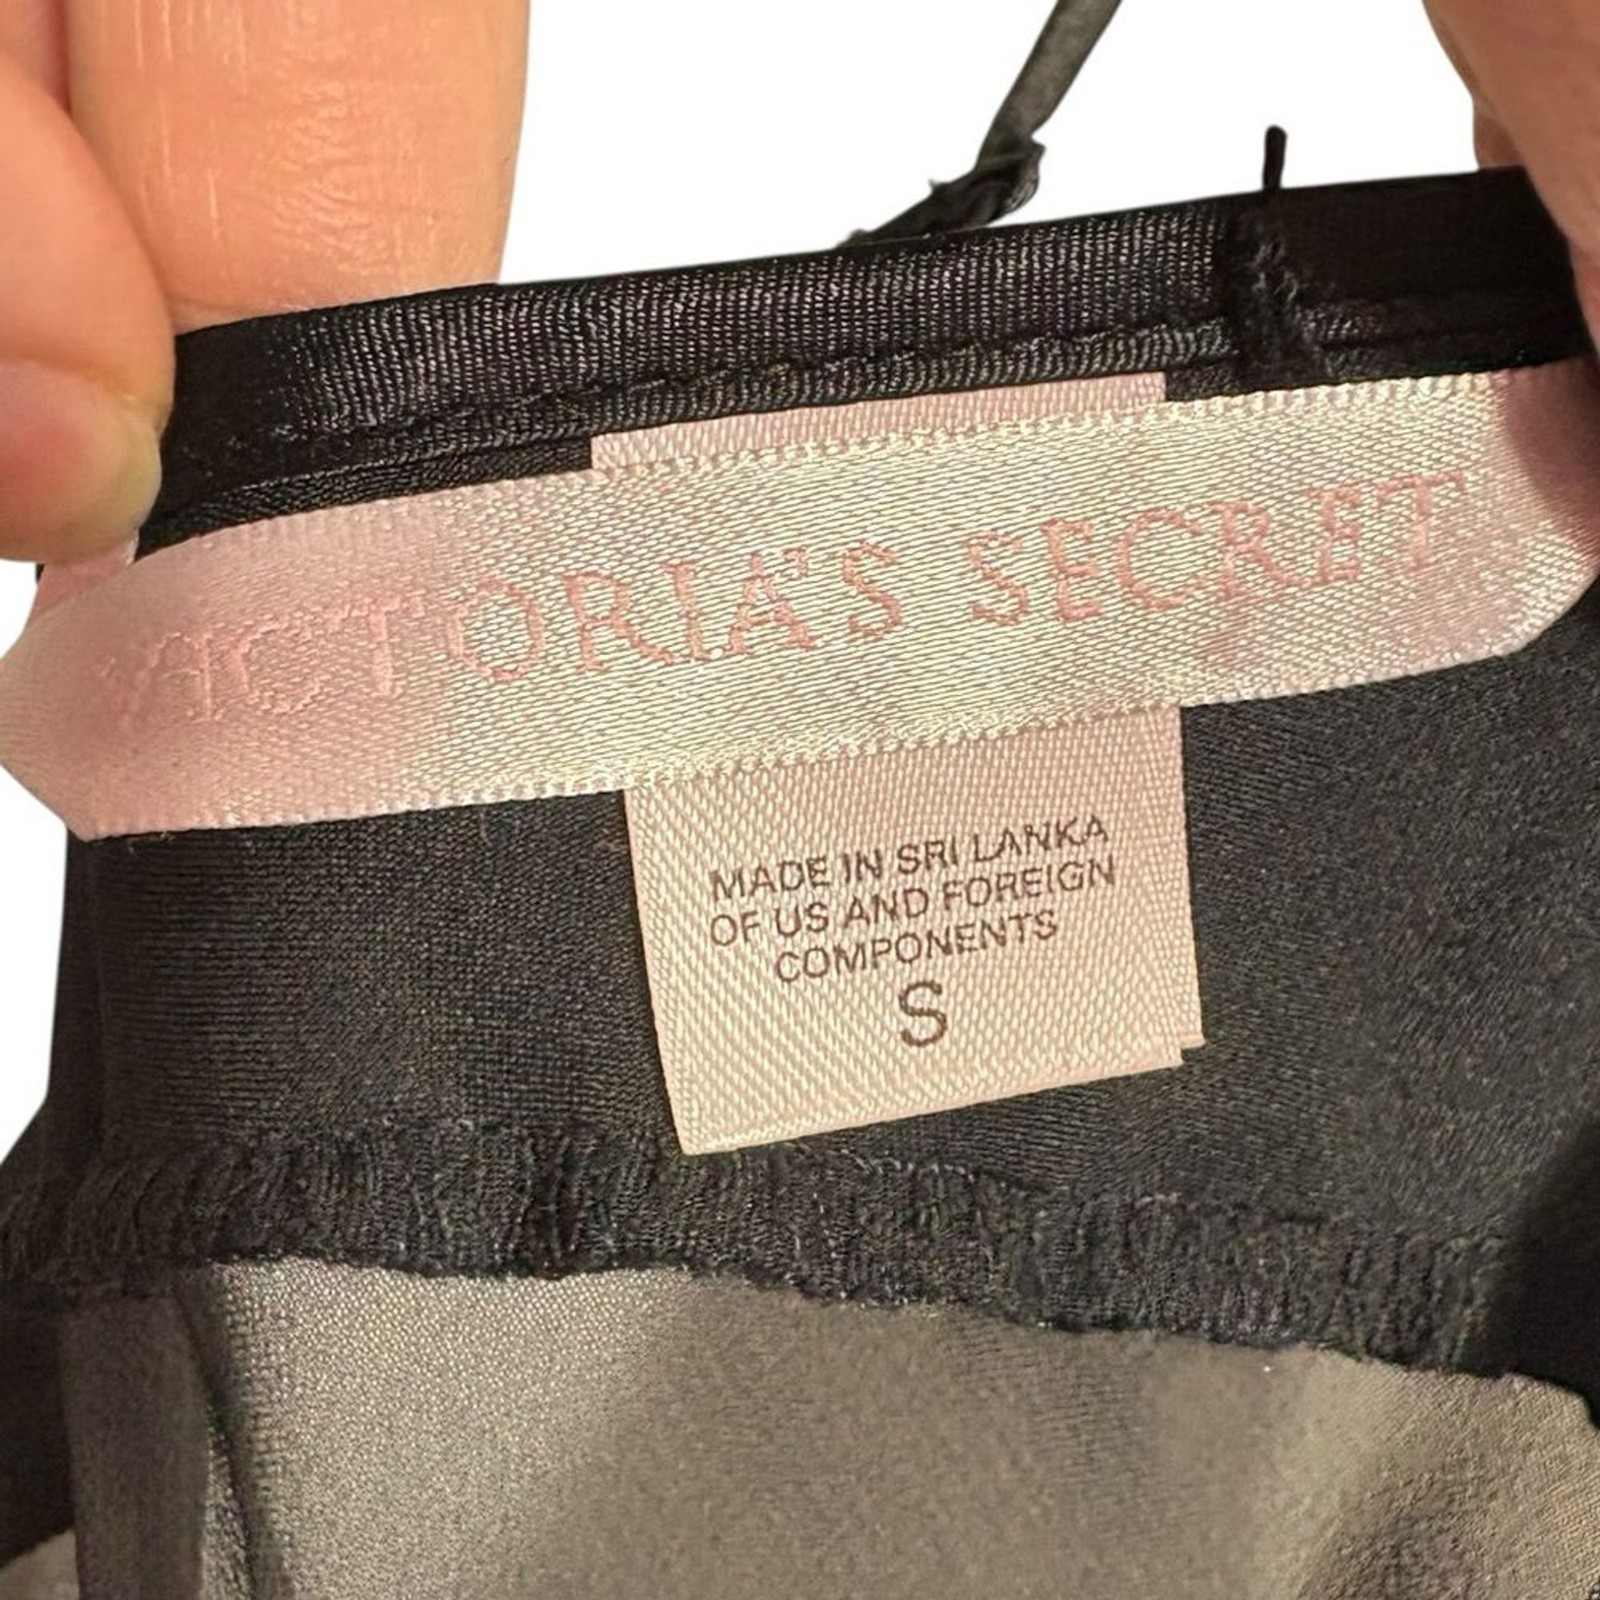 VICTORIA'S SECRET
MADE IN SRI LANKA
OF US AND FOREIGN
COMPONENTS
S